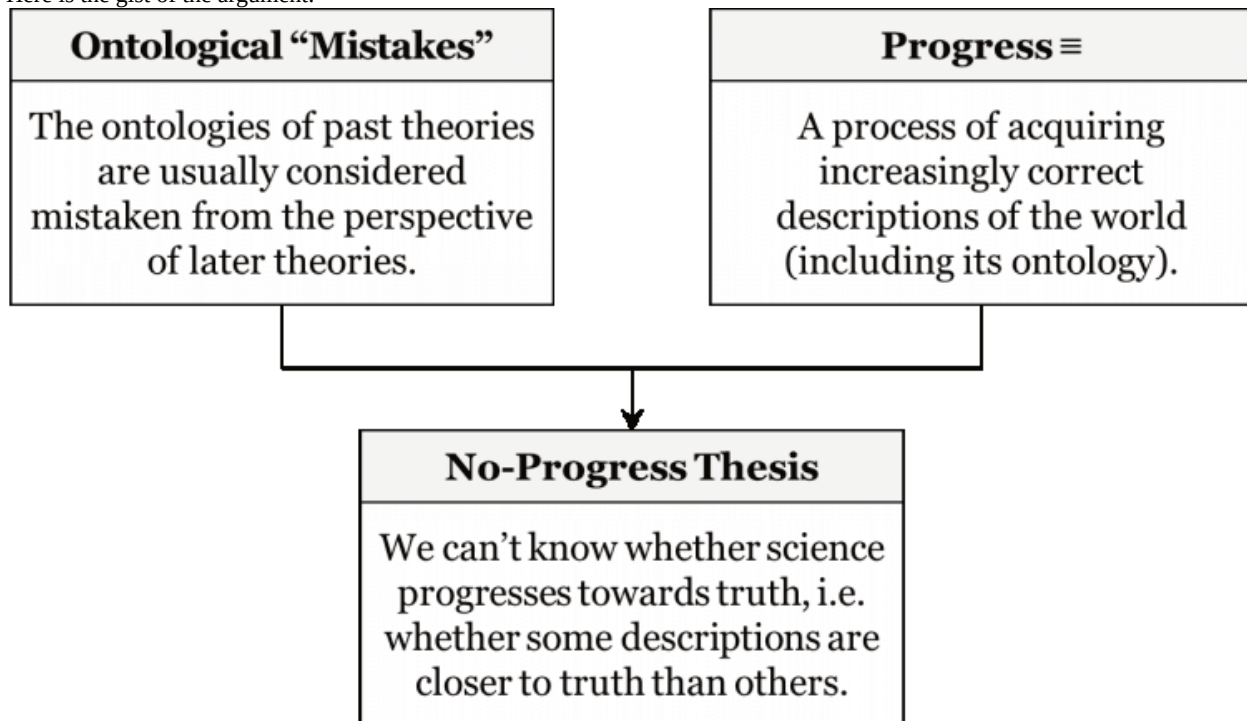 Here is the gist of the argument:
Ontological “Mistakes”
The ontologies of past theories
are usually considered
mistaken from the perspective
of later theories.
Progress ≡
A process of acquiring
increasingly correct
descriptions of the world
(including its ontology).
No-Progress Thesis
We can’t know whether science
progresses towards truth, i.e.
whether some descriptions are
closer to truth than others.